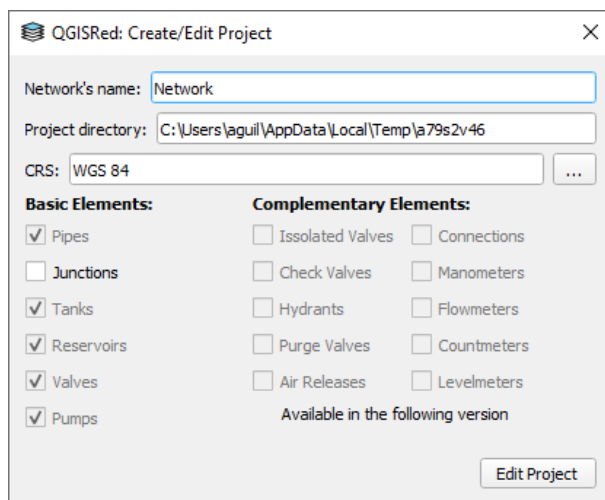 QGISRed: Create/Edit Project
Network's name: Network
Project directory: C:\Users\aguil\AppData\Local\Temp\a79s2v46
CRS: WGS 84 ...
Basic Elements: Complementary Elements:
Pipes Issolated Valves Connections
Junctions Check Valves Manometers
Tanks Hydrants Flowmeters
Reservoirs Purge Valves Countmeters
Valves Air Releases Levelmeters
Pumps Available in the following version
Edit Project